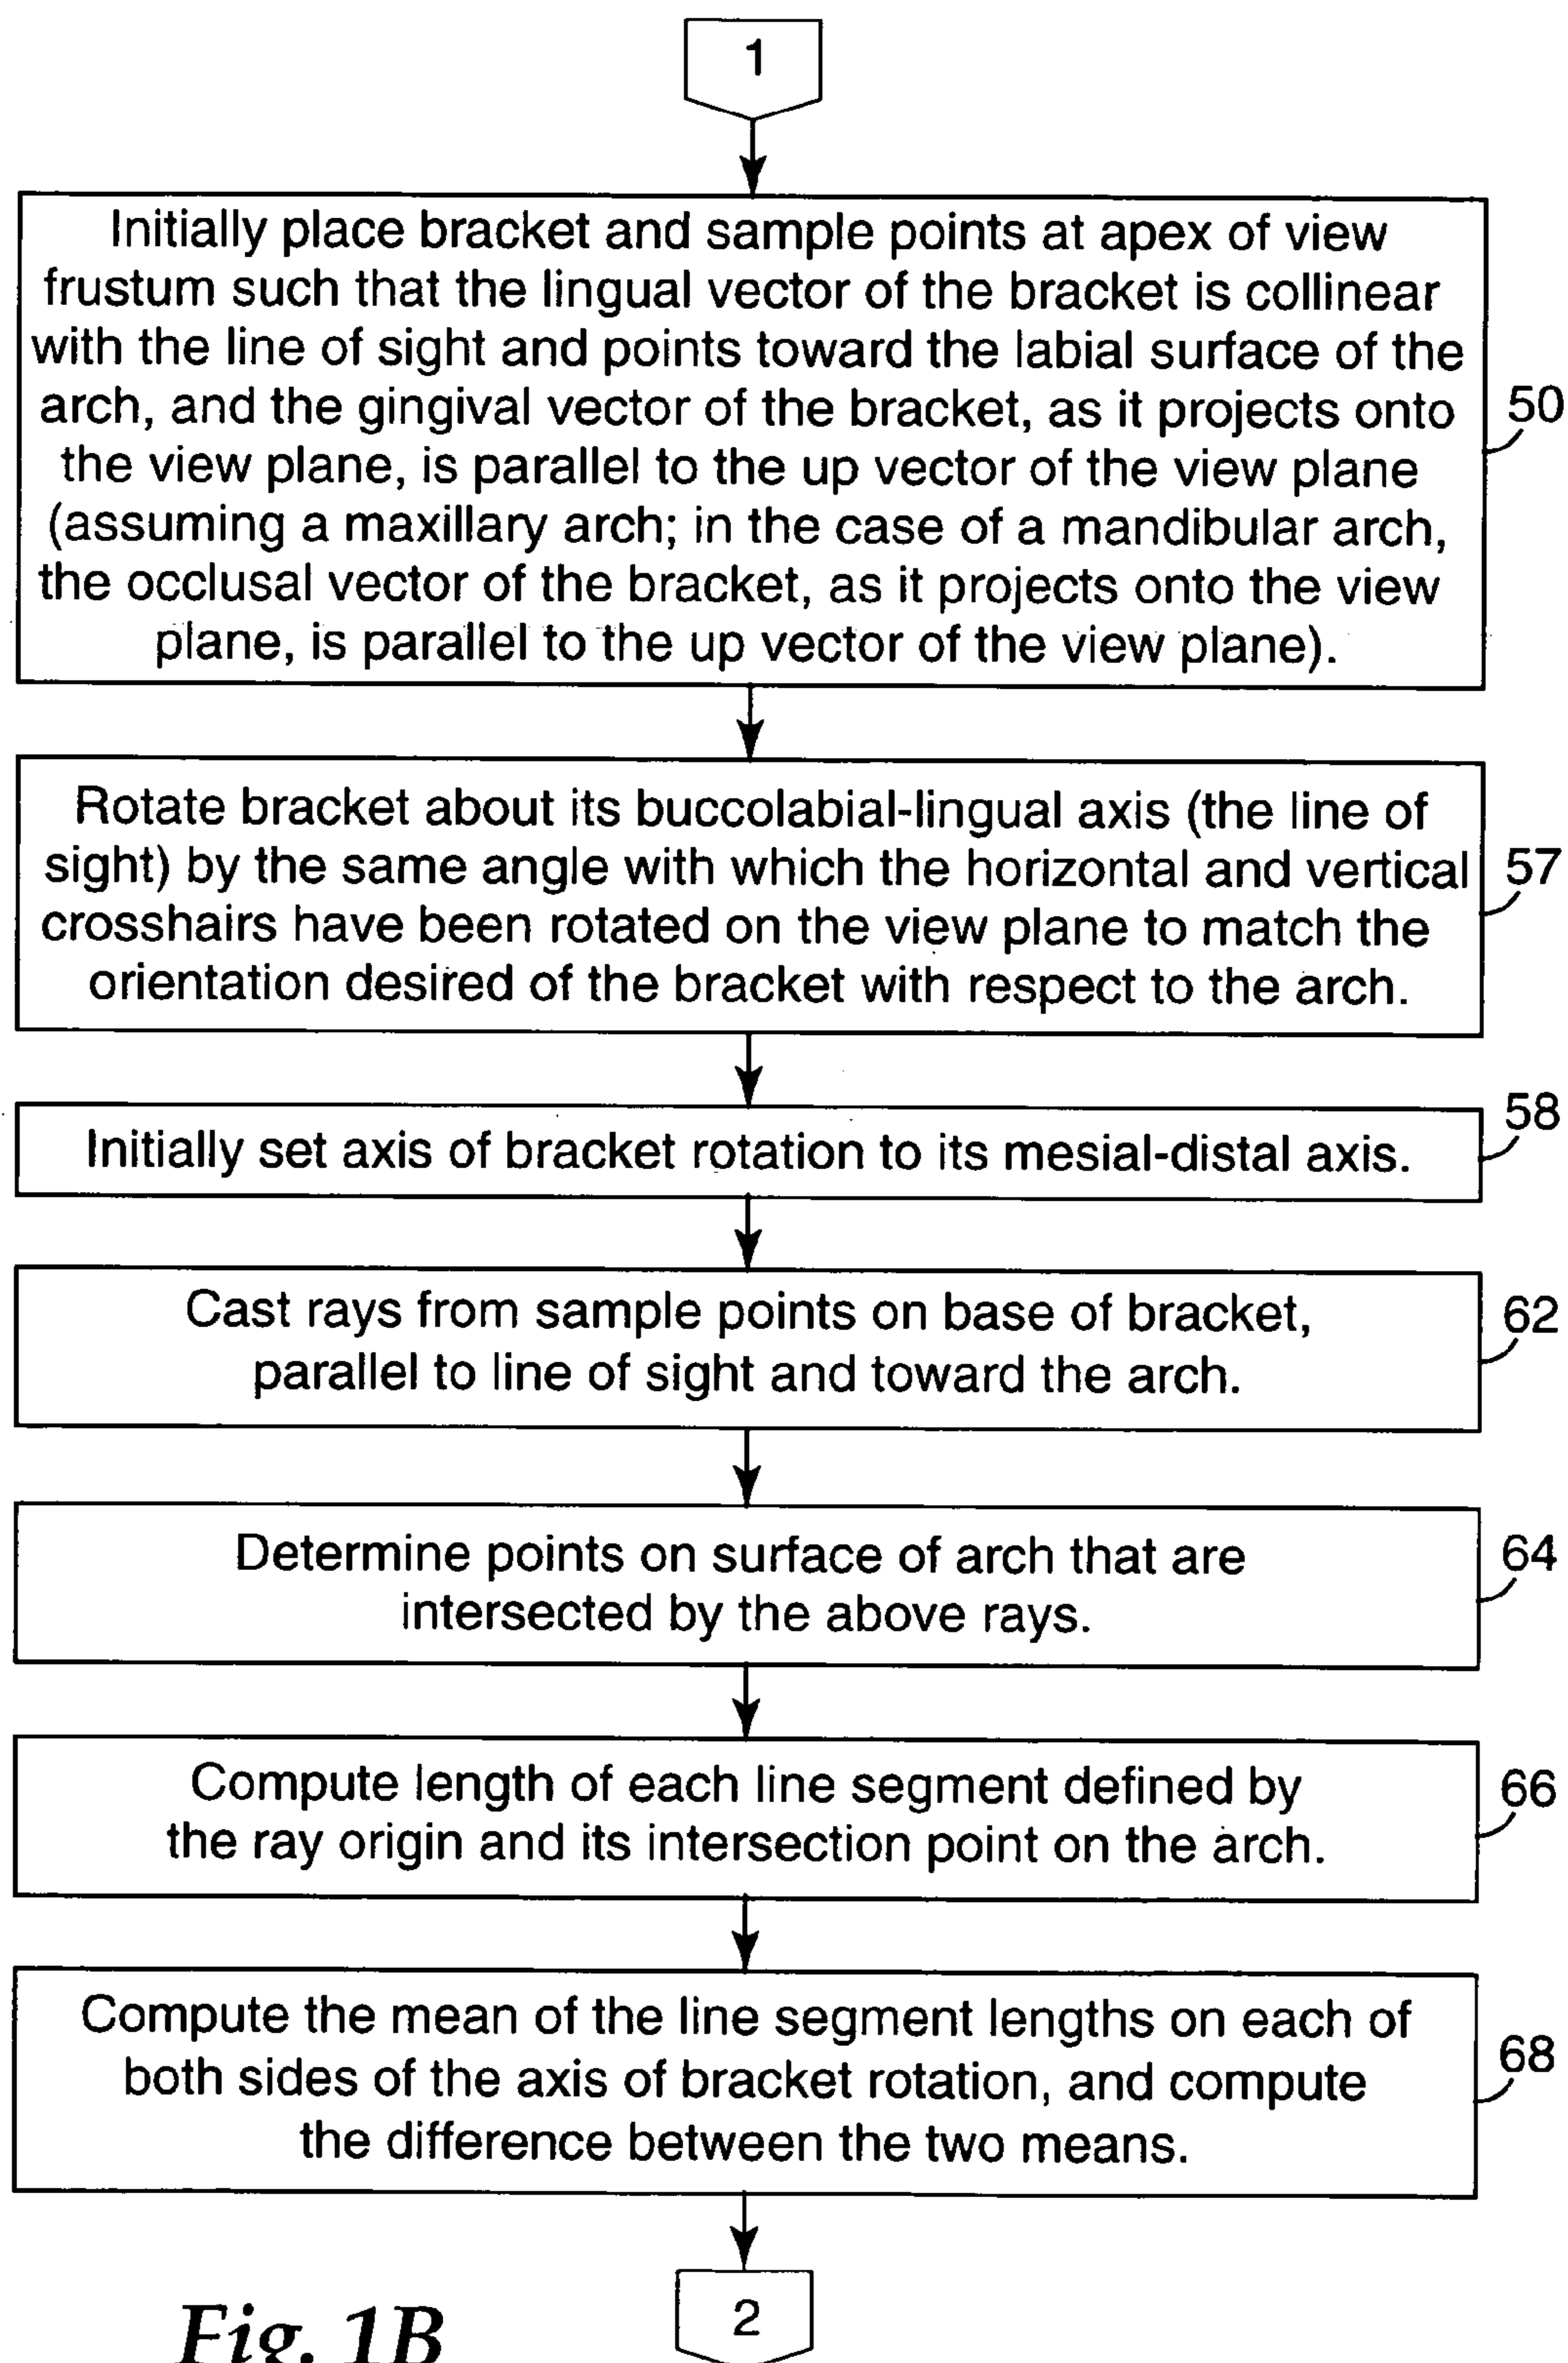 1
Initially place bracket and sample points at apex of view
frustum such that the lingual vector of the bracket is collinear
with the line of sight and points toward the labial surface of the
arch, and the gingival vector of the bracket, as it projects onto
the view plane, is parallel to the up vector of the view plane
(assuming a maxillary arch; in the case of a mandibular arch,
the occlusal vector of the bracket, as it projects onto the view
plane, is parallel to the up vector of the view plane).
50
Rotate bracket about its buccolabial-lingual axis (the line of
sight) by the same angle with which the horizontal and vertical
crosshairs have been rotated on the view plane to match the
orientation desired of the bracket with respect to the arch.
57
Initially set axis of bracket rotation to its mesial-distal axis.
58
Cast rays from sample points on base of bracket,
parallel to line of sight and toward the arch.
62
Determine points on surface of arch that are
intersected by the above rays.
64
Compute length of each line segment defined by
the ray origin and its intersection point on the arch.
66
Compute the mean of the line segment lengths on each of
both sides of the axis of bracket rotation, and compute
the difference between the two means.
68
2
Fig. 1B